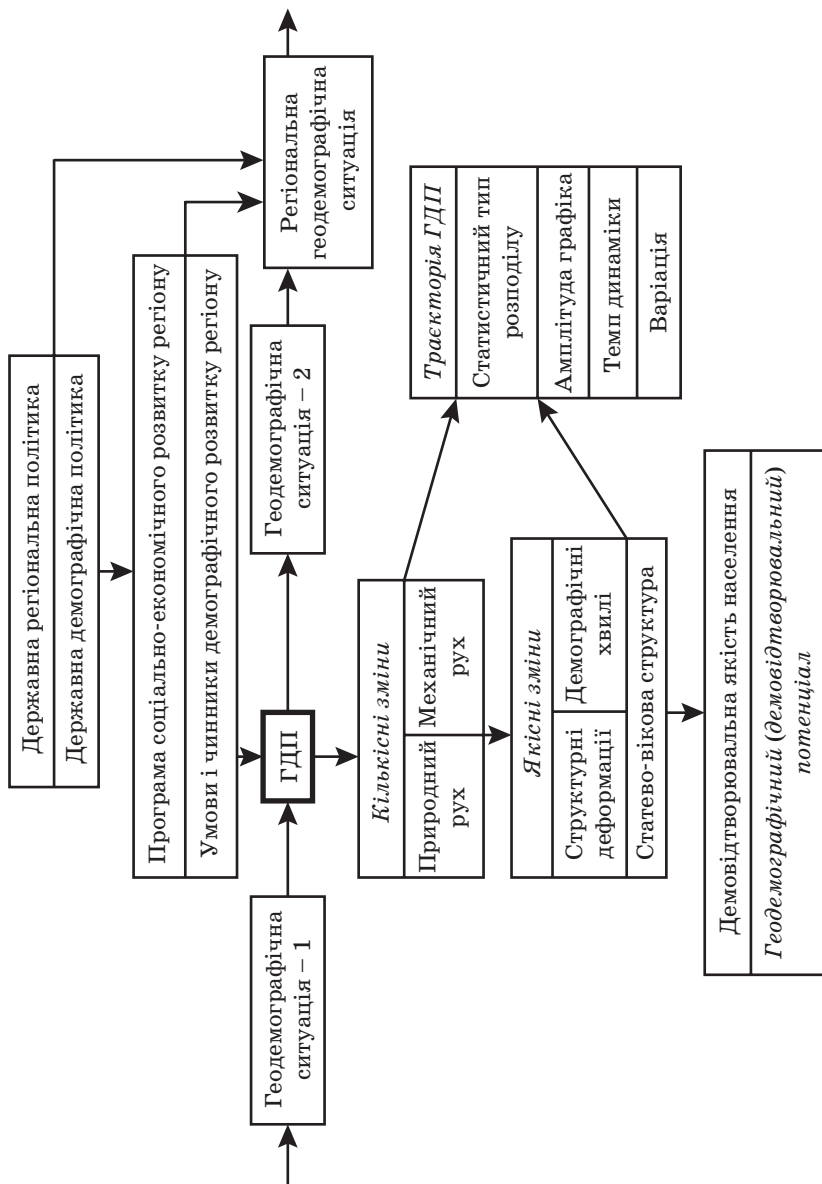 Державна регіональна політика
Державна демографічна політика
Програма соціально-економічного розвитку регіону
Умови і чинники демографічного розвитку регіону
Геодемографічна
ситуація – 1
ГДП
Геодемографічна
ситуація – 2
Регіональна
геодемографічна
ситуація
Кількісні зміни
Природний
рух
Механічний
рух
Якісні зміни
Структурні
деформації
Демографічні
хвилі
Статево-вікова структура
Траєкторія ГДП
Статистичний тип
розподілу
Амплітуда графіка
Темп динаміки
Варіація
Демовідтворювальна якість населення
Геодемографічний (демовідтворювальний)
потенціал